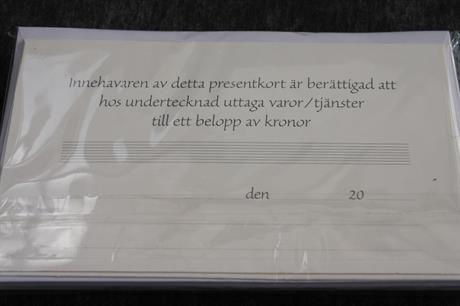 Innehavaren av detta presentkort är berättigad att
hos undertecknad uttaga varor/tjänster
till ett belopp av kronor
den 20